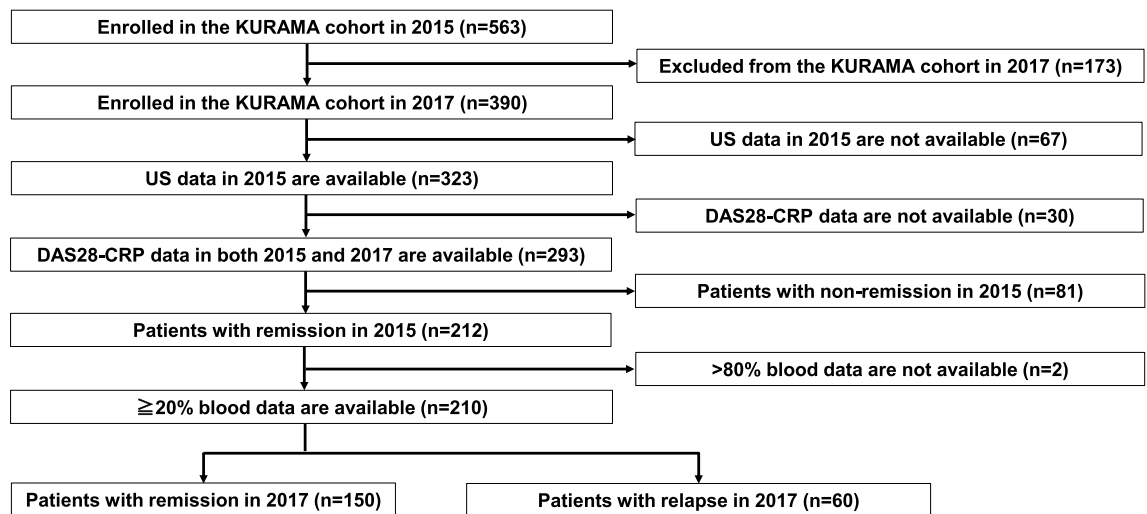 Enrolled in the KURAMA cohort in 2015 (n=563)
Excluded from the KURAMA cohort in 2017 (n=173)
Enrolled in the KURAMA cohort in 2017 (n=390)
US data in 2015 are not available (n=67)
US data in 2015 are available (n=323)
DAS28-CRP data are not available (n=30)
DAS28-CRP data in both 2015 and 2017 are available (n=293)
Patients with non-remission in 2015 (n=81)
Patients with remission in 2015 (n=212)
>80% blood data are not available (n=2)
≧20% blood data are available (n=210)
Patients with remission in 2017 (n=150)
Patients with relapse in 2017 (n=60)